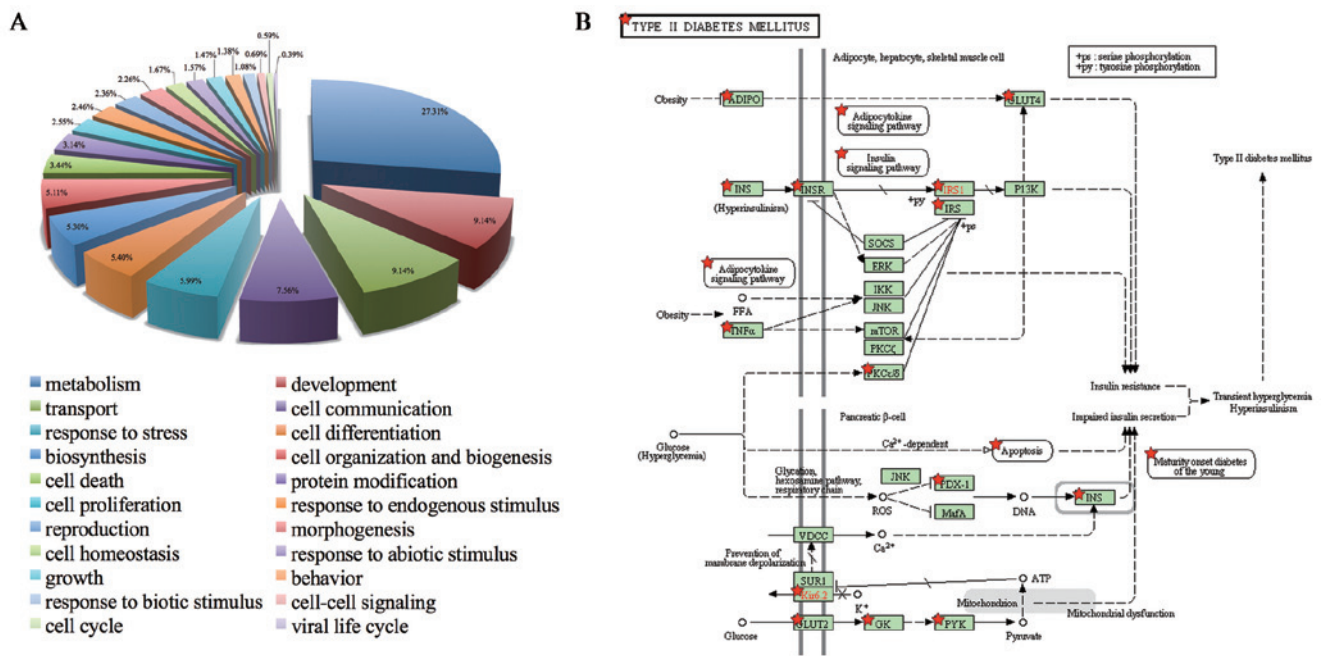 A
0.59%
1.38%
0.39%
1.47%
0.69%
1.57%
1.08%
1.67%
2.26%
2.36%
2.46%
2.55%
3.14%
3.44%
5.11%
5.30%
5.40%
5.99%
7.56%
9.14%
9.14%
27.31%
metabolism
development
transport
cell communication
response to stress
cell differentiation
biosynthesis
cell organization and biogenesis
cell death
protein modification
cell proliferation
response to endogenous stimulus
reproduction
morphogenesis
cell homeostasis
response to abiotic stimulus
growth
behavior
response to biotic stimulus
cell-cell signaling
cell cycle
viral life cycle
B
TYPE II DIABETES MELLITUS
Adipocyte, hepatocyte, skeletal muscle cell
+ps : serine phosphorylation
+py : tyrosine phosphorylation
Obesity
ADIPO
GLUT4
Adipocytokine
signaling pathway
Insulin
signaling pathway
Type II diabetes mellitus
INS
INSR
IRS1
PI3K
(Hyperinsulinism)
+py
IRS
+ps
SOCS
ERK
Adipocytokine
signaling pathway
IKK
JNK
FFA
Obesity
TNFα
mTOR
PKCζ
PKCε/δ
Insulin resistance
Impaired insulin secretion
Transient hyperglycemia
Hyperinsulinism
Pancreatic β-cell
Glucose
(Hyperglycemia)
Ca2+ -dependent
Apoptosis
Maturity onset diabetes
of the young
Glycation,
hexosamine pathway,
respiratory chain
JNK
PDX-1
ROS
MafA
DNA
INS
VDCC
Ca2+
Prevention of
mambrane depolarization
SUR1
Kir6.2
K+
ATP
Mitochondrion
Mitochondrial dysfunction
Glucose
GLUT2
GK
PYK
Pyruvate